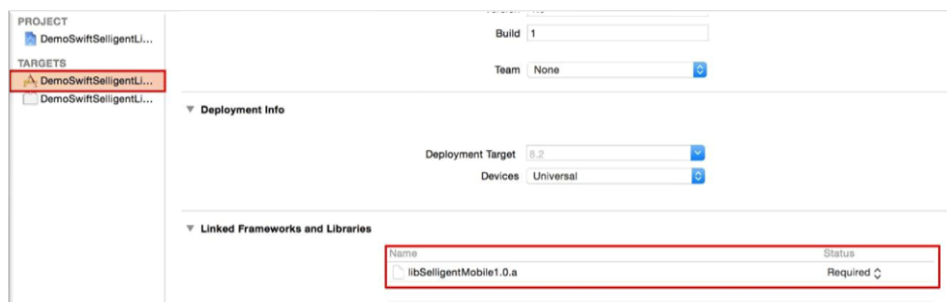 PROJECT
DemoSwiftSelligentLi...
TARGETS
DemoSwiftSelligentLi...
DemoSwiftSelligentLi...
Build 1
Team None
Deployment Info
Deployment Target 8.2
Devices Universal
Linked Frameworks and Libraries
Name Status
libSelligentMobile1.0.a Required